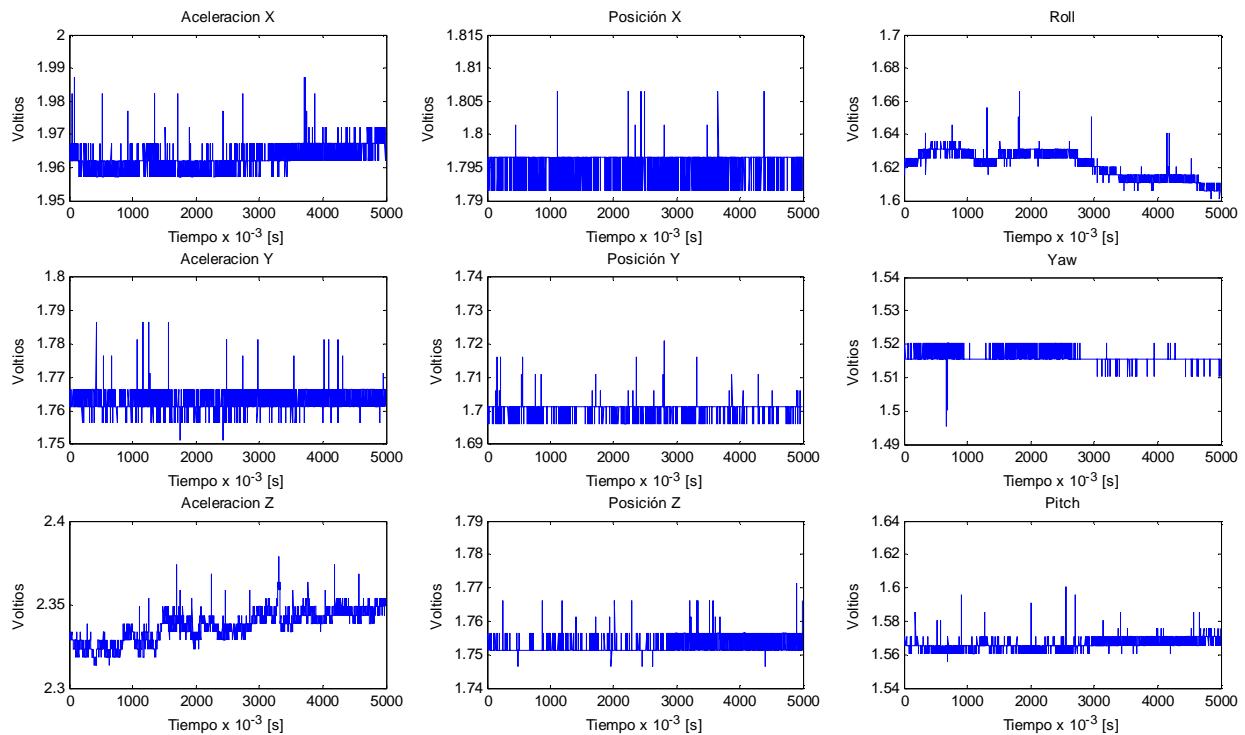 Aceleracion X
Posición X
Roll
2
1.99
1.98
1.97
1.96
1.95
Voltios
0 1000 2000 3000 4000 5000
Tiempo x 10-3 [s]
1.815
1.81
1.805
1.8
1.795
1.79
Voltios
0 1000 2000 3000 4000 5000
Tiempo x 10-3 [s]
1.7
1.68
1.66
1.64
1.62
1.6
Voltios
0 1000 2000 3000 4000 5000
Tiempo x 10-3 [s]
Aceleracion Y
Posición Y
Yaw
1.8
1.79
1.78
1.77
1.76
1.75
Voltios
0 1000 2000 3000 4000 5000
Tiempo x 10-3 [s]
1.74
1.73
1.72
1.71
1.7
1.69
Voltios
0 1000 2000 3000 4000 5000
Tiempo x 10-3 [s]
1.54
1.53
1.52
1.51
1.5
1.49
Voltios
0 1000 2000 3000 4000 5000
Tiempo x 10-3 [s]
Aceleracion Z
Posición Z
Pitch
2.4
2.35
2.3
Voltios
0 1000 2000 3000 4000 5000
Tiempo x 10-3 [s]
1.79
1.78
1.77
1.76
1.75
1.74
Voltios
0 1000 2000 3000 4000 5000
Tiempo x 10-3 [s]
1.64
1.62
1.6
1.58
1.56
1.54
Voltios
0 1000 2000 3000 4000 5000
Tiempo x 10-3 [s]